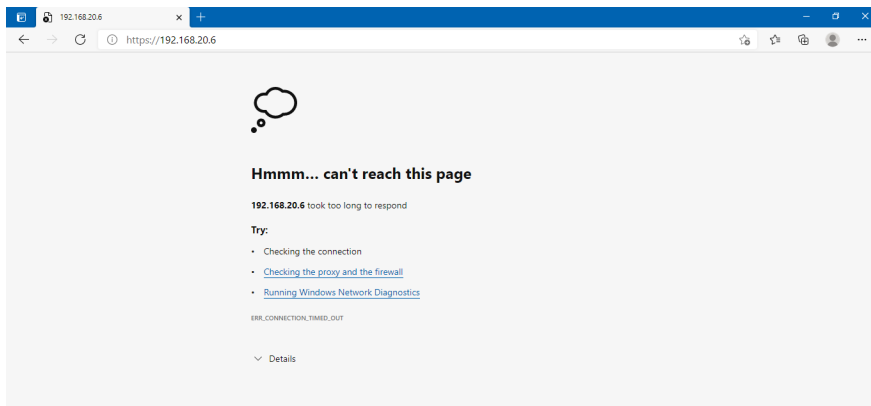 192.168.20.6
https://192.168.20.6
Hmmm... can't reach this page
192.168.20.6 took too long to respond
Try:
• Checking the connection
• Checking the proxy and the firewall
• Running Windows Network Diagnostics
ERR_CONNECTION_TIMED_OUT
Details